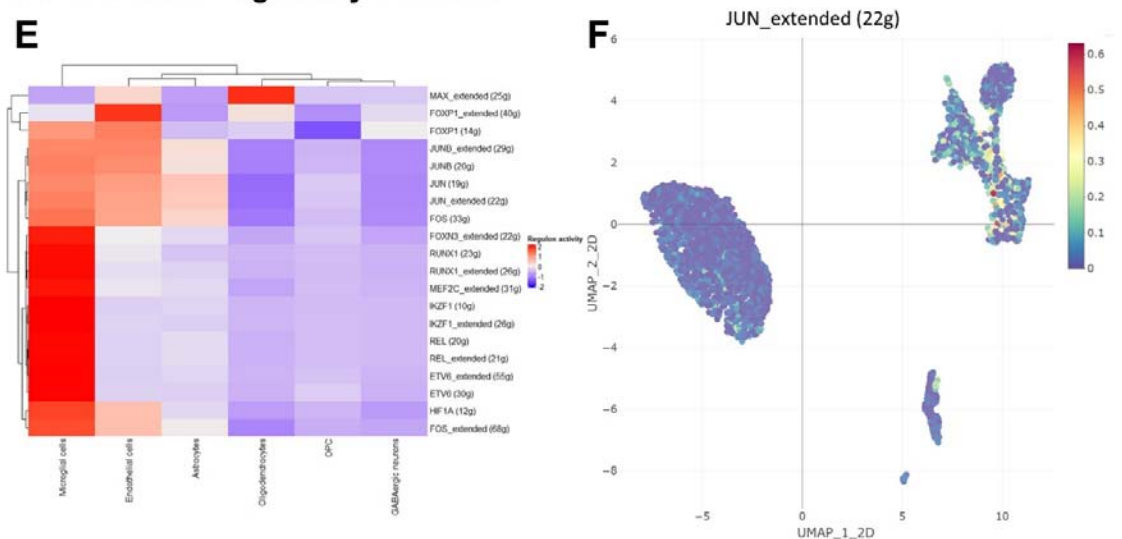 E
MAX_extended (25g)
FOXP1_extended (40g)
FOXP1 (14g)
JUNB_extended (29g)
JUNB (20g)
JUN (19g)
JUN_extended (22g)
FOS (33g)
FOXN3_extended (22g)
RUNX1 (23g)
RUNX1_extended (26g)
MEF2C_extended (31g)
IKZF1 (10g)
IKZF1_extended (26g)
REL (20g)
REL_extended (21g)
ETV6_extended (55g)
ETV6 (30g)
HIF1A (12g)
FOS_extended (68g)
Regulon activity
2
1
0
-1
-2
Microglial cells
Endothelial cells
Astrocytes
Oligodendrocytes
OPC
GABAergic neurons
F
JUN_extended (22g)
6
4
2
0
−2
−4
−6
−8
UMAP_2_2D
−5
0
5
10
UMAP_1_2D
0.6
0.5
0.4
0.3
0.2
0.1
0